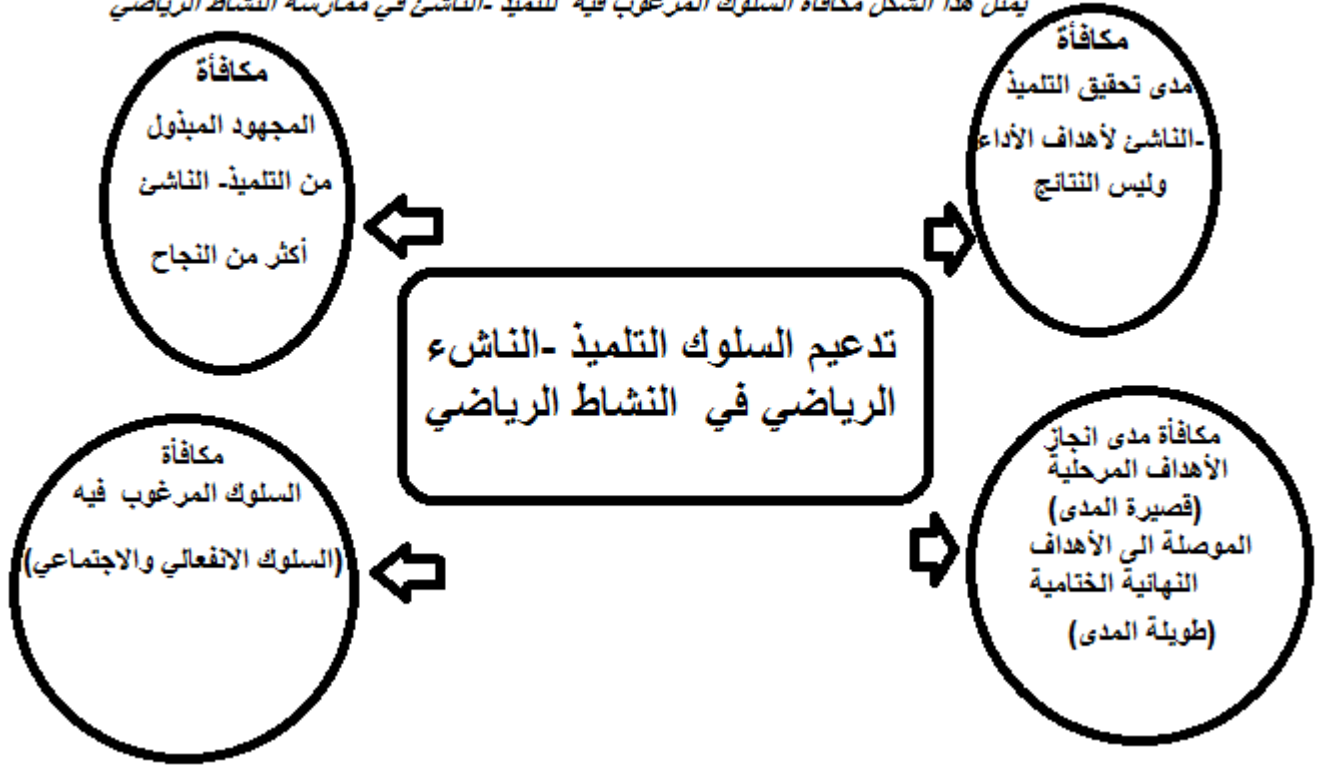 يمثل هذا الشكل مكافأة السلوك المرغوب فيه للتلميذ -الناشئ في ممارسة النشاط الرياضي
مكافأة
مدى تحقيق التلميذ
-الناشئ لأهداف الأداء
وليس النتائج
مكافأة
المجهود المبذول
من التلميذ- الناشئ
أكثر من النجاح
تدعيم السلوك التلميذ -الناشء
الرياضي في النشاط الرياضي
مكافأة مدى انجاز
الأهداف المرحلية
(قصيرة المدى)
الموصلة الى الأهداف
النهائية الختامية
(طويلة المدى)
مكافأة
السلوك المرغوب فيه
(السلوك الانفعالي والاجتماعي)